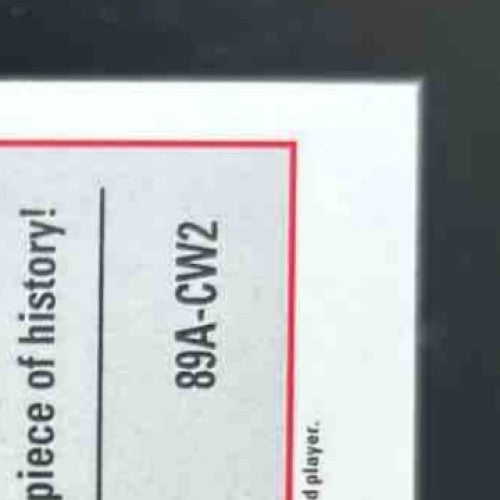 piece of history!
89A-CW2
d player.